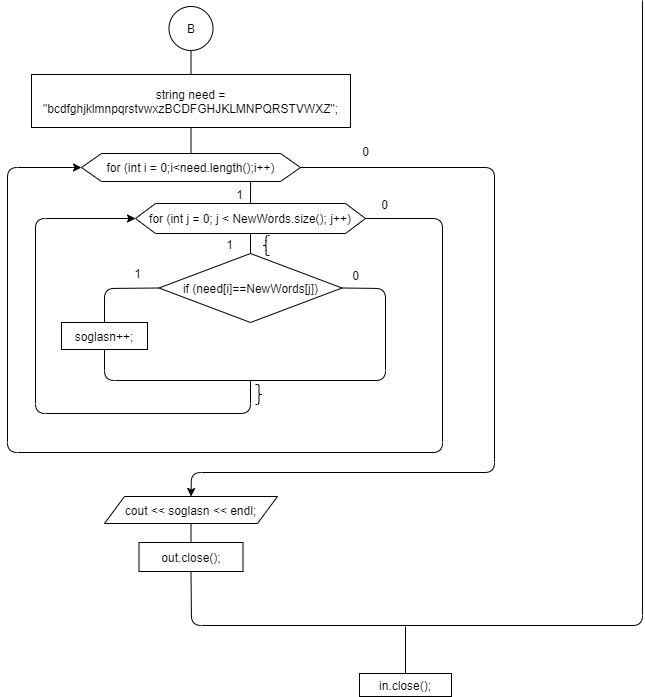 B
string need =
"bcdfghjklmnpqrstvwxzBCDFGHJKLMNPQRSTVWXZ";
0
for (int i = 0;i<need.length();i++)
1
0
for (int j = 0; j < NewWords.size(); j++)
1 {
1
0
if (need[i]==NewWords[j])
soglasn++;
}
cout << soglasn << endl;
out.close();
in.close();